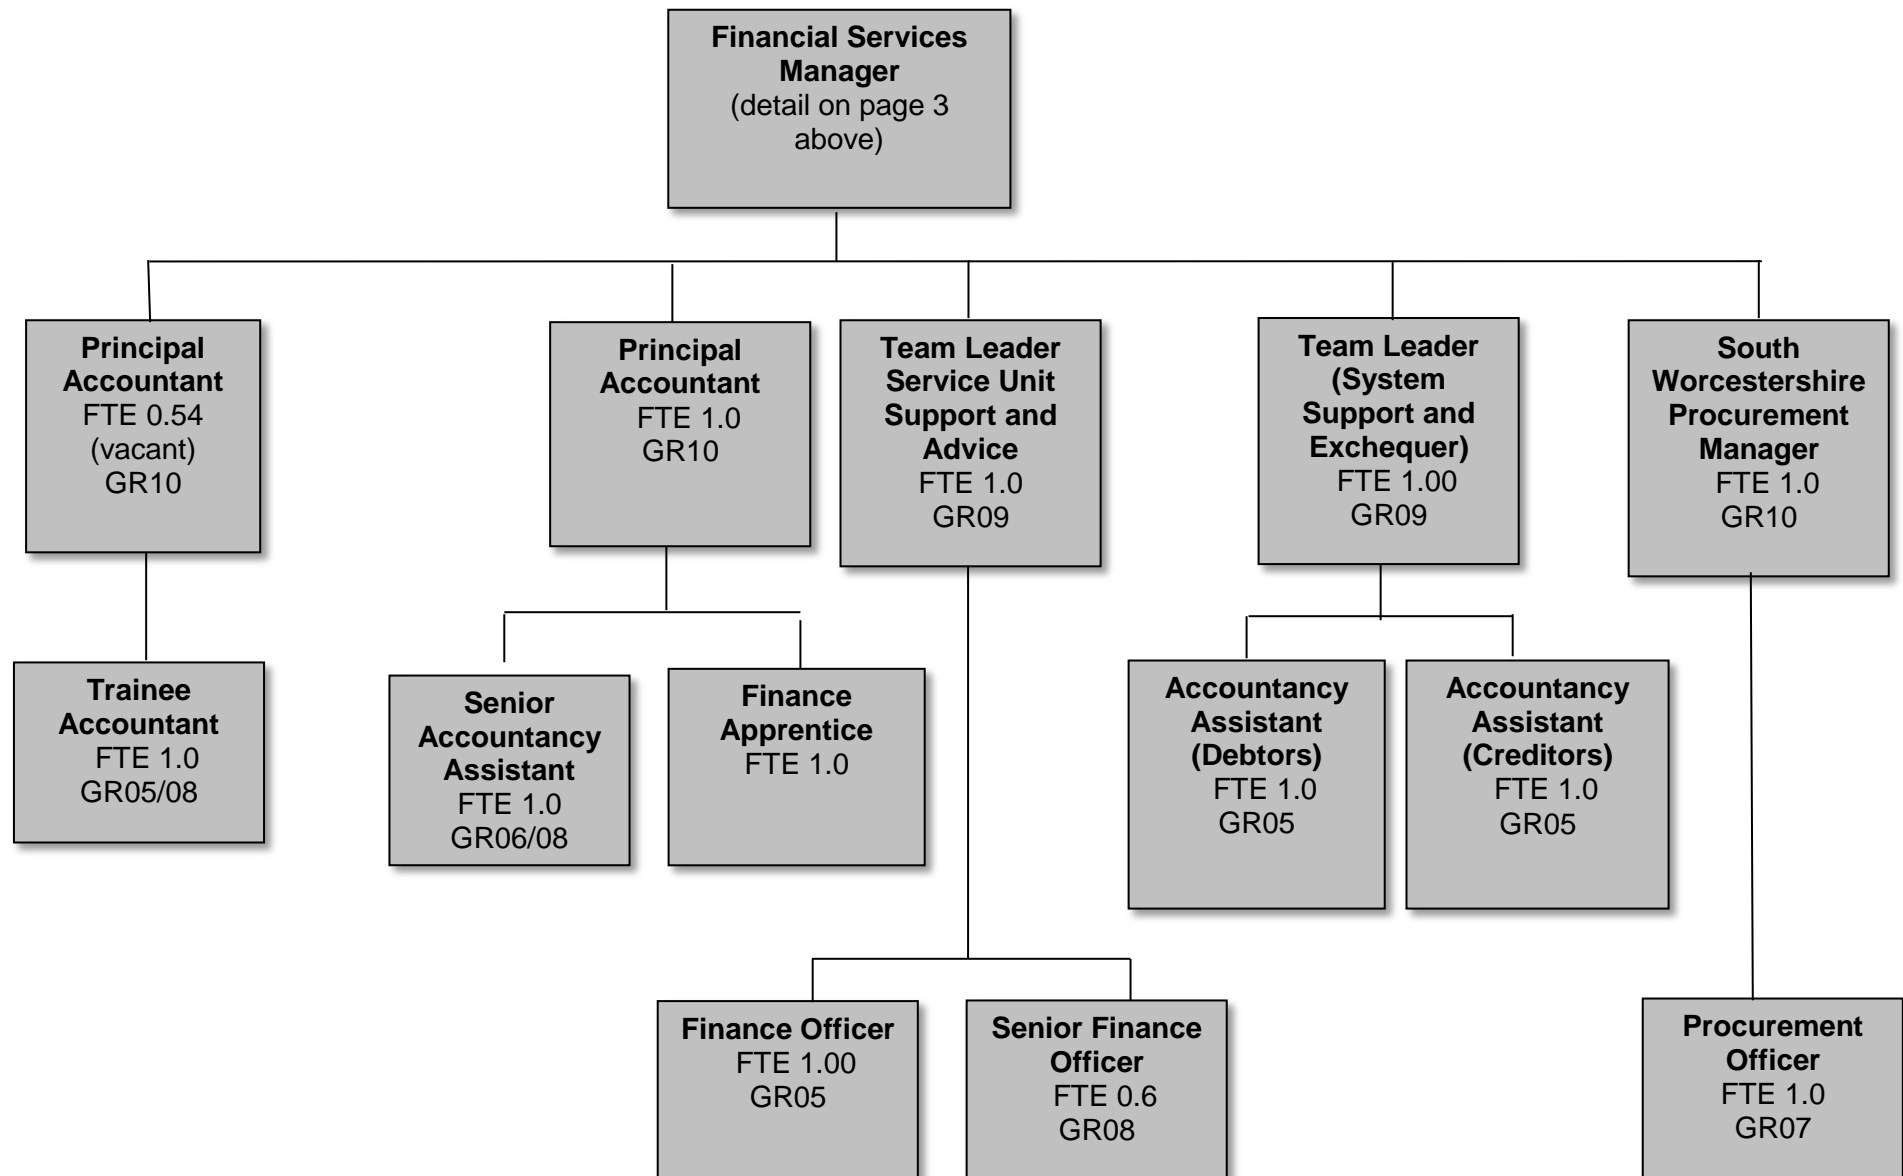 Financial Services
Manager
(detail on page 3
above)
Principal
Accountant
FTE 0.54
(vacant)
GR10
Principal
Accountant
FTE 1.0
GR10
Team Leader
Service Unit
Support and
Advice
FTE 1.0
GR09
Team Leader
(System
Support and
Exchequer)
FTE 1.00
GR09
South
Worcestershire
Procurement
Manager
FTE 1.0
GR10
Trainee
Accountant
FTE 1.0
GR05/08
Senior
Accountancy
Assistant
FTE 1.0
GR06/08
Finance
Apprentice
FTE 1.0
Accountancy
Assistant
(Debtors)
FTE 1.0
GR05
Accountancy
Assistant
(Creditors)
FTE 1.0
GR05
Finance Officer
FTE 1.00
GR05
Senior Finance
Officer
FTE 0.6
GR08
Procurement
Officer
FTE 1.0
GR07